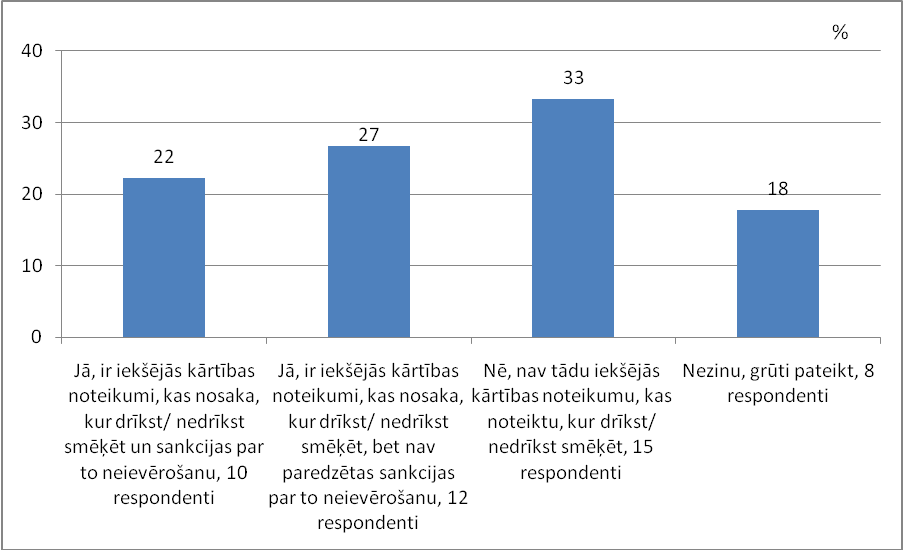 %
40
30
20
10
0
22
27
33
18
Jā, ir iekšējās kārtības
noteikumi, kas nosaka,
kur drīkst/ nedrīkst
smēķēt un sankcijas par
to neievērošanu, 10
respondenti
Jā, ir iekšējās kārtības
noteikumi, kas nosaka,
kur drīkst/ nedrīkst
smēķēt, bet nav
paredzētas sankcijas
par to neievērošanu, 12
respondenti
Nē, nav tādu iekšējās
kārtības noteikumu, kas
noteiktu, kur drīkst/
nedrīkst smēķēt, 15
respondenti
Nezinu, grūti pateikt, 8
respondenti